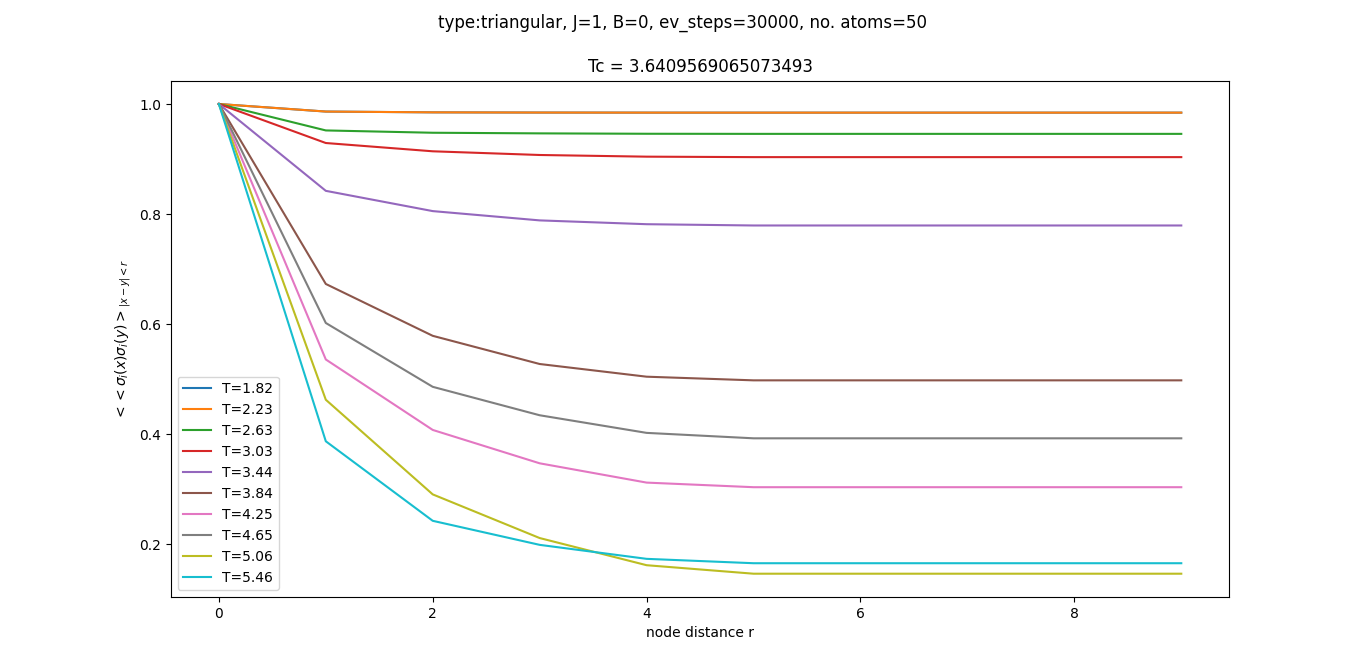 type:triangular, J=1, B=0, ev_steps=30000, no. atoms=50
Tc = 3.6409569065073493
1.0
0.8
0.6
0.4
0.2
< < σᵢ(x)σᵢ(y) > |x − y| < r
T=1.82
T=2.23
T=2.63
T=3.03
T=3.44
T=3.84
T=4.25
T=4.65
T=5.06
T=5.46
0 2 4 6 8
node distance r